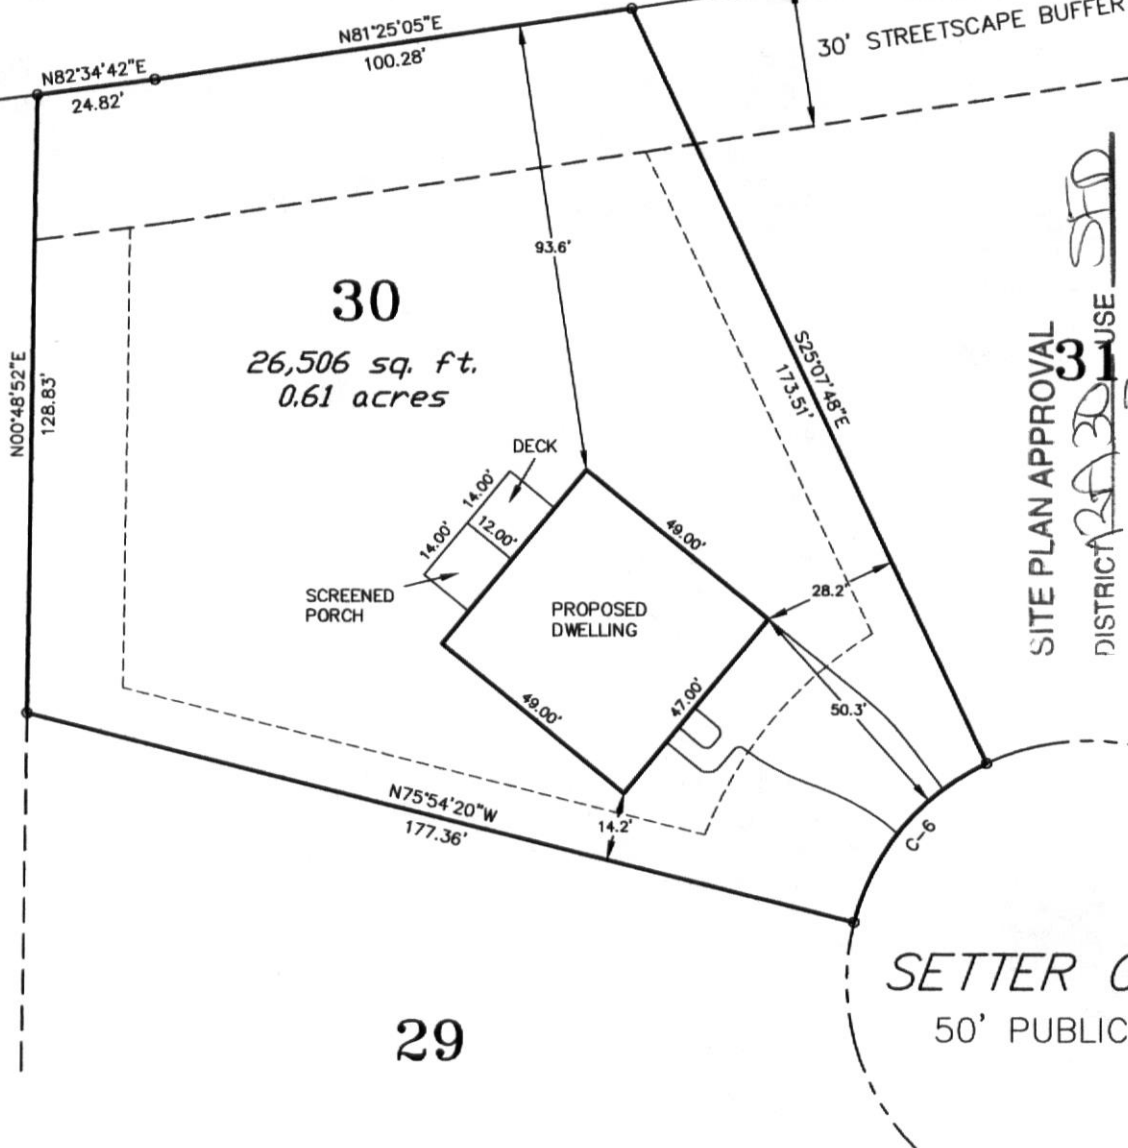 N81°25'05"E
100.28'
30' STREETSCAPE BUFFER
N82°34'42"E
24.82'
93.6'
30
26,506 sq. ft.
0.61 acres
N00°48'52"E
128.83'
S25°07'48"E
173.51'
31
SITE PLAN APPROVAL
DISTRICT RA30 USE SFD
DECK
14.00'
14.00'
12.00'
SCREENED
PORCH
49.00'
PROPOSED
DWELLING
28.2'
49.00'
47.00'
50.3'
N75°54'20"W
177.36'
14.2'
C-6
SETTER
50' PUBLIC
29